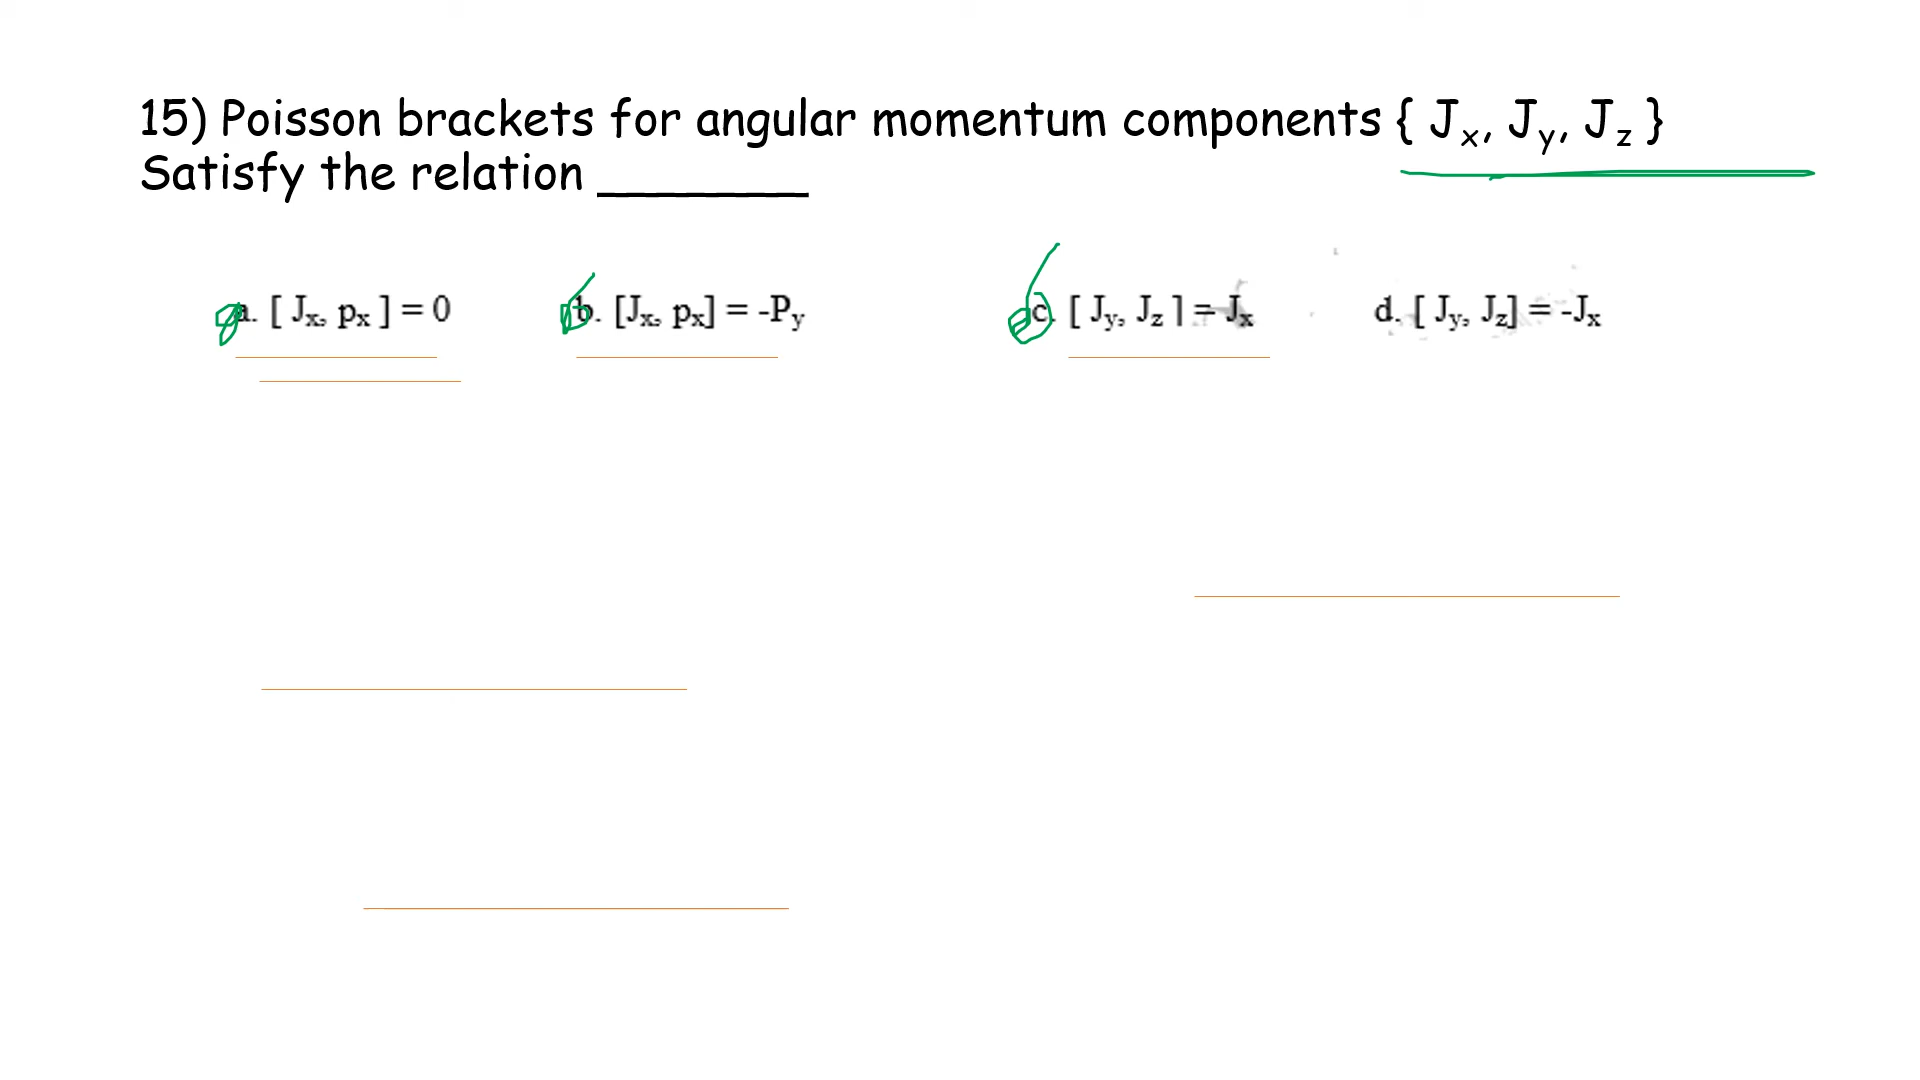 15) Poisson brackets for angular momentum components { Jx, Jy, Jz }
Satisfy the relation ________
a. [ Jx, px ] = 0 b. [Jx, px] = -Py c. [ Jy, Jz ] = Jx d. [ Jy, Jz] = -Jx